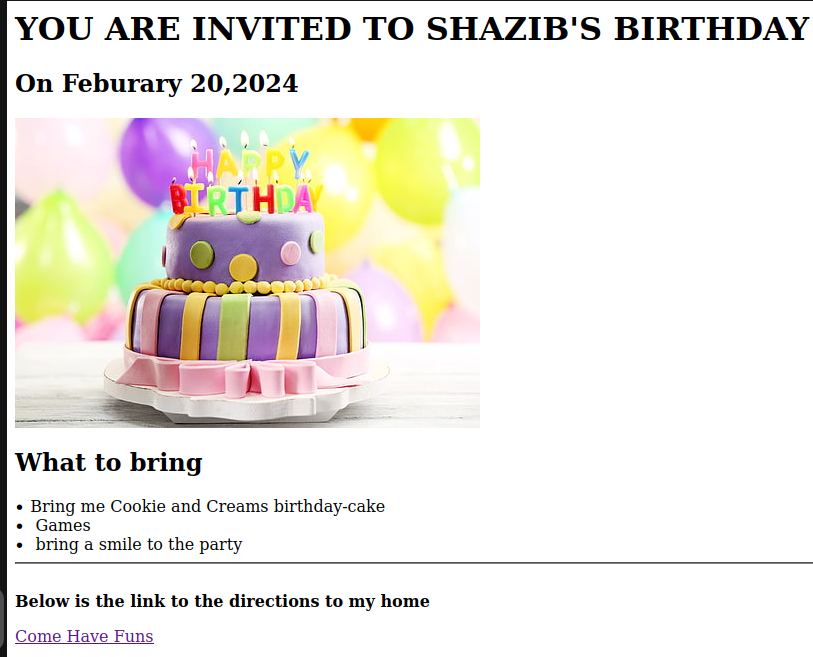 YOU ARE INVITED TO SHAZIB'S BIRTHDAY
On Feburary 20,2024
HAPPY
BIRTHDAY
What to bring
• Bring me Cookie and Creams birthday-cake
• Games
• bring a smile to the party
Below is the link to the directions to my home
Come Have Funs